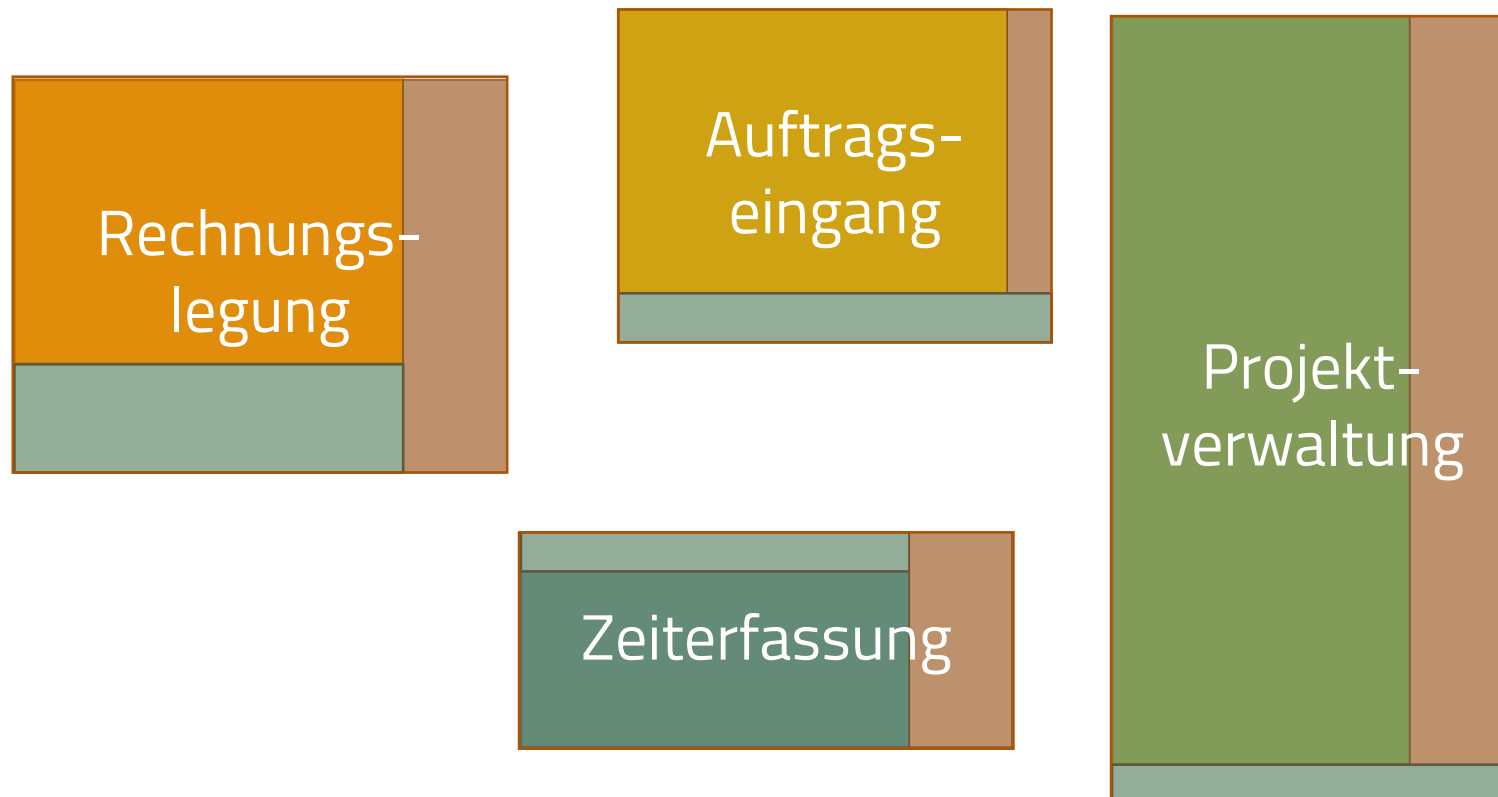 Rechnungs-
legung
Auftrags-
eingang
Projekt-
verwaltung
Zeiterfassung